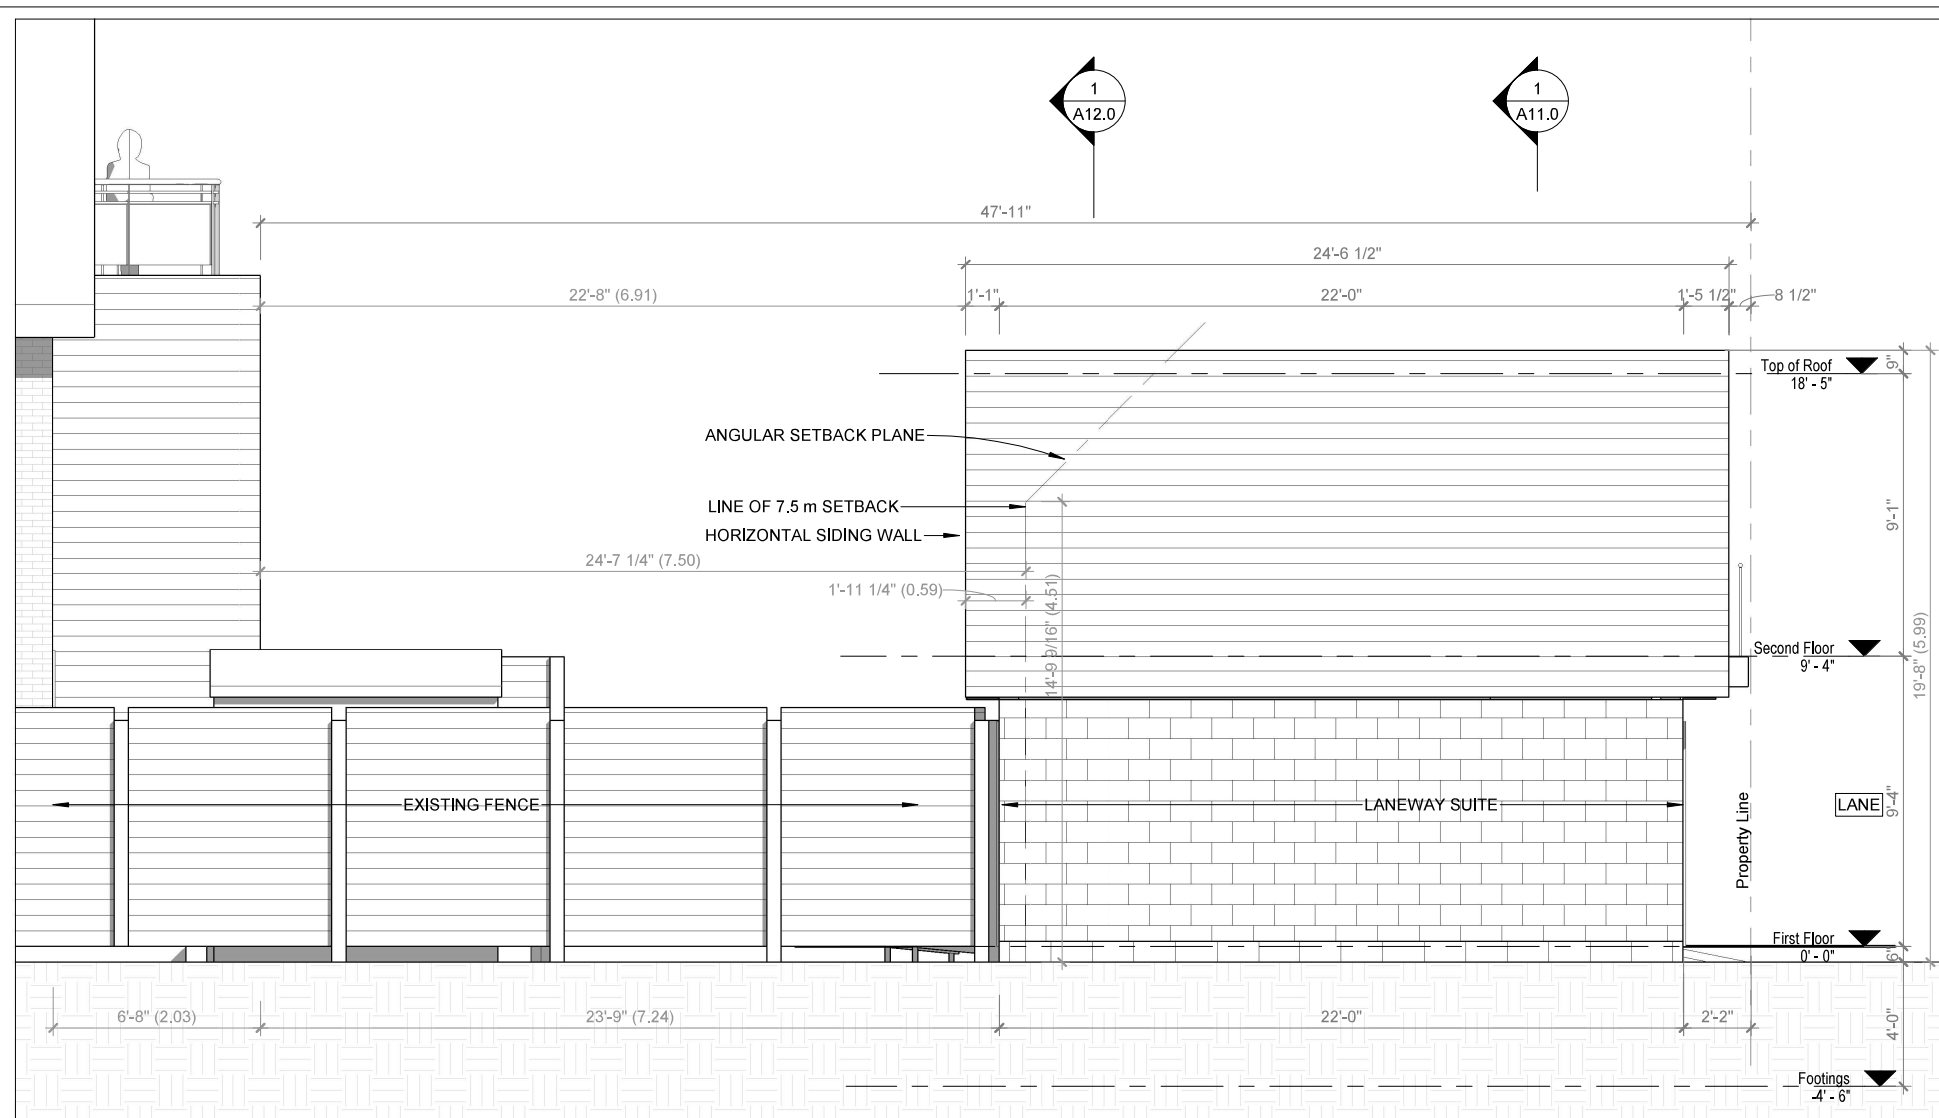 1
A12.0
1
A11.0
47'-11"
24'-6 1/2"
22'-8" (6.91)
1'-1"
22'-0"
1'-5 1/2"
8 1/2"
Top of Roof
18' - 5"
9"
ANGULAR SETBACK PLANE
LINE OF 7.5 m SETBACK
HORIZONTAL SIDING WALL
9'-1"
24'-7 1/4" (7.50)
1'-11 1/4" (0.59)
14'-9 9/16" (4.51)
Second Floor
9' - 4"
19'-8" (5.99)
EXISTING FENCE
LANEWAY SUITE
Property Line
LANE
9'-4"
First Floor
0' - 0"
6"
6'-8" (2.03)
23'-9" (7.24)
22'-0"
2'-2"
4'-0"
Footings
-4' - 6"